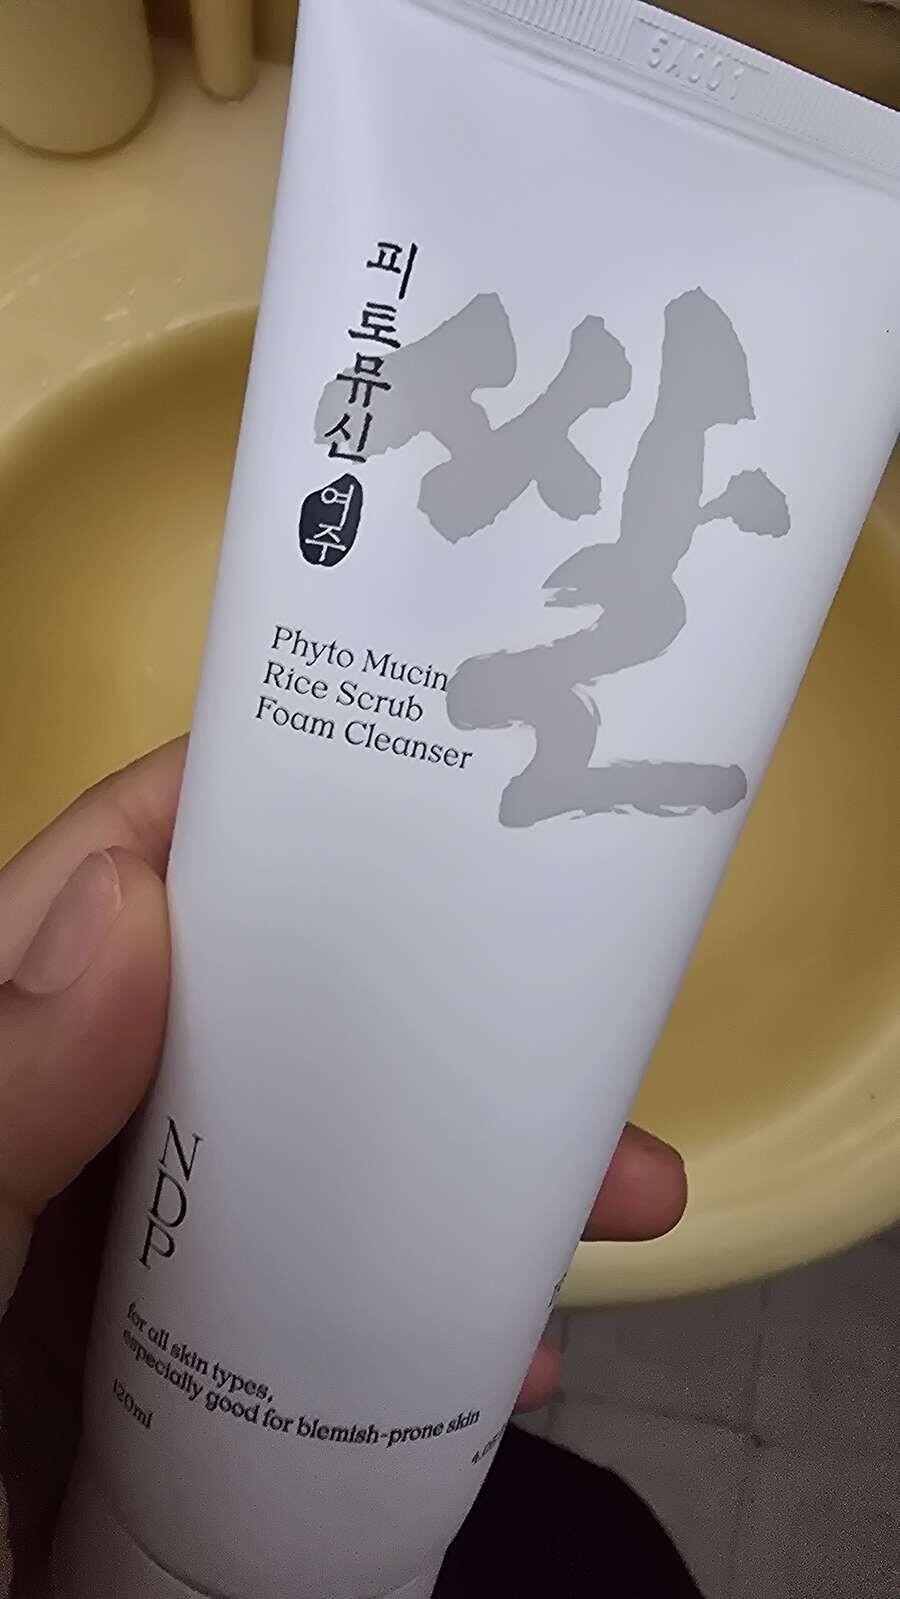 피토뮤신
여주
쌀
Phyto Mucin
Rice Scrub
Foam Cleanser
NDP
for all skin types,
especially good for blemish-prone skin
120ml